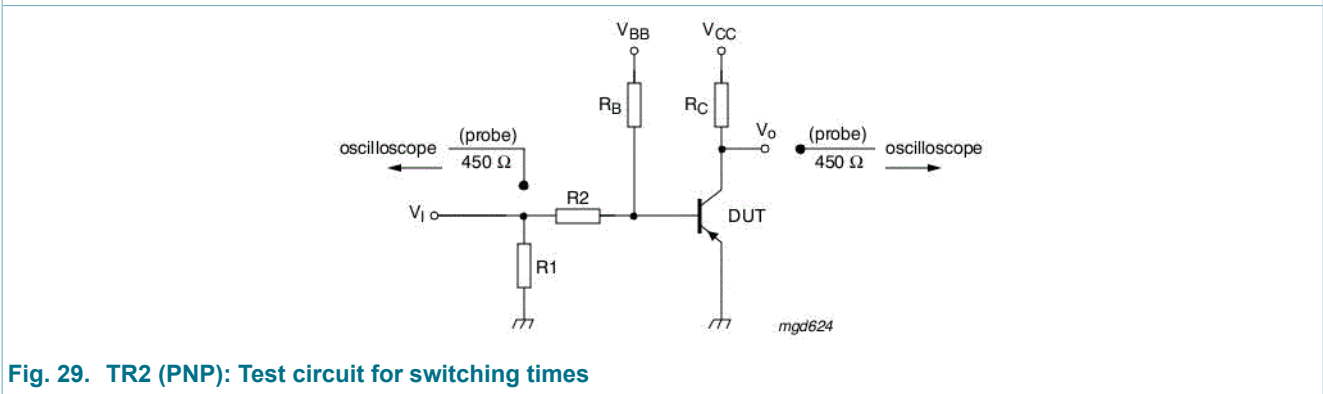 VBB
VCC
RB
RC
Vo
(probe)
450 Ω
oscilloscope
(probe)
450 Ω
oscilloscope
R2
VI
DUT
R1
mgd624
Fig. 29. TR2 (PNP): Test circuit for switching times